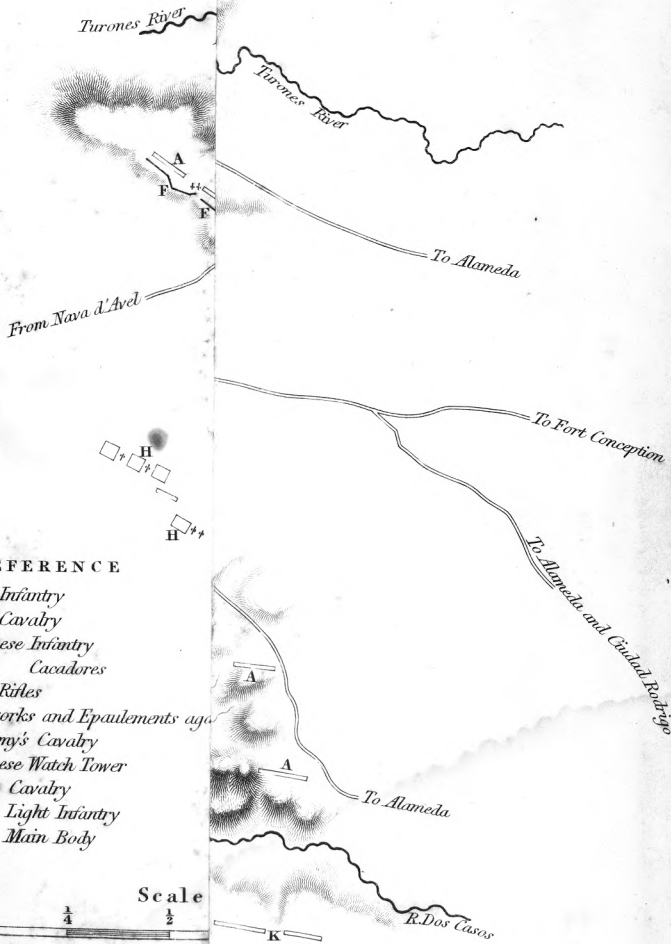 Turones River
Turones River
A
F
F
To Alameda
From Nava d'Avel
To Fort Conception
H
H
To Alameda and Ciudad Rodrigo
EFERENCE
Infantry
Cavalry
ese Infantry
Cacadores
Rifles
orks and Epaulements aga
my's Cavalry
ese Watch Tower
Cavalry
Light Infantry
Main Body
A
A
To Alameda
Scale
1/4 1/2
R. Dos Casos
K